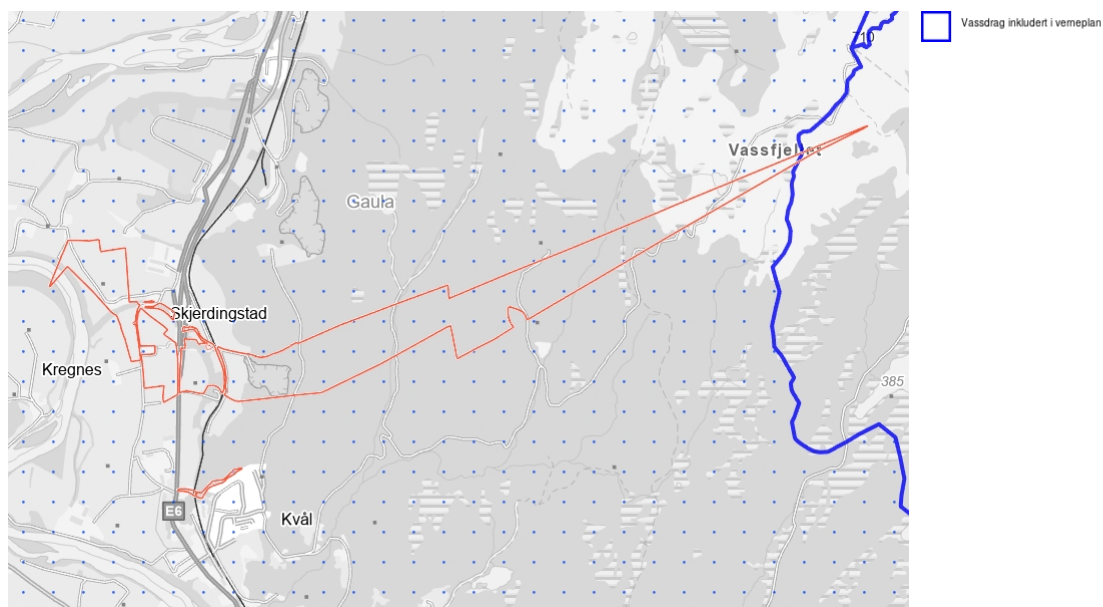 Vassdrag inkludert i verneplan
710
Vassfjellet
Gaula
Skjerdingstad
Kregnes
385
E6
Kvål